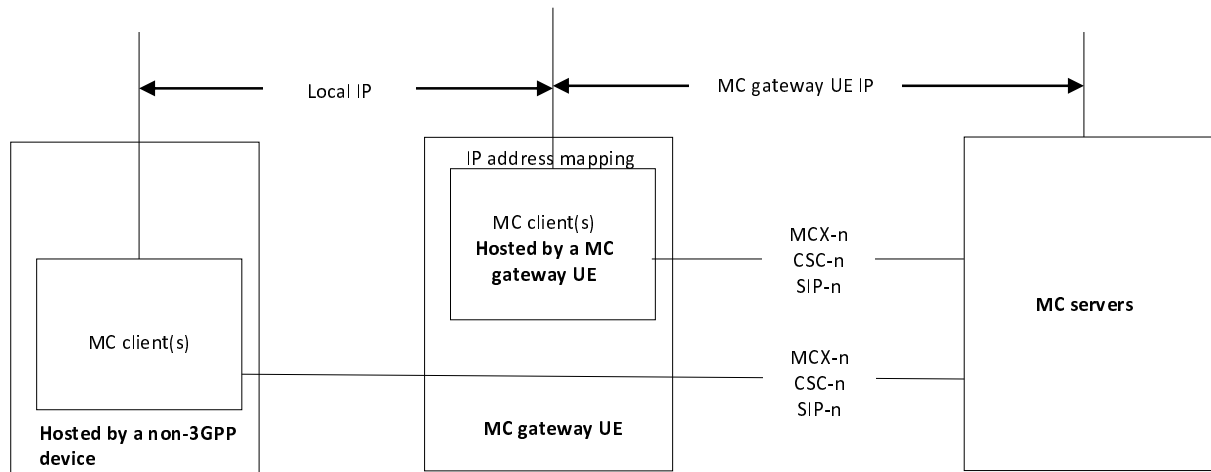 Local IP
MC gateway UE IP
IP address mapping
MC client(s)
Hosted by a MC
gateway UE
MCX-n
CSC-n
SIP-n
MC servers
MC client(s)
MCX-n
CSC-n
SIP-n
Hosted by a non-3GPP
device
MC gateway UE